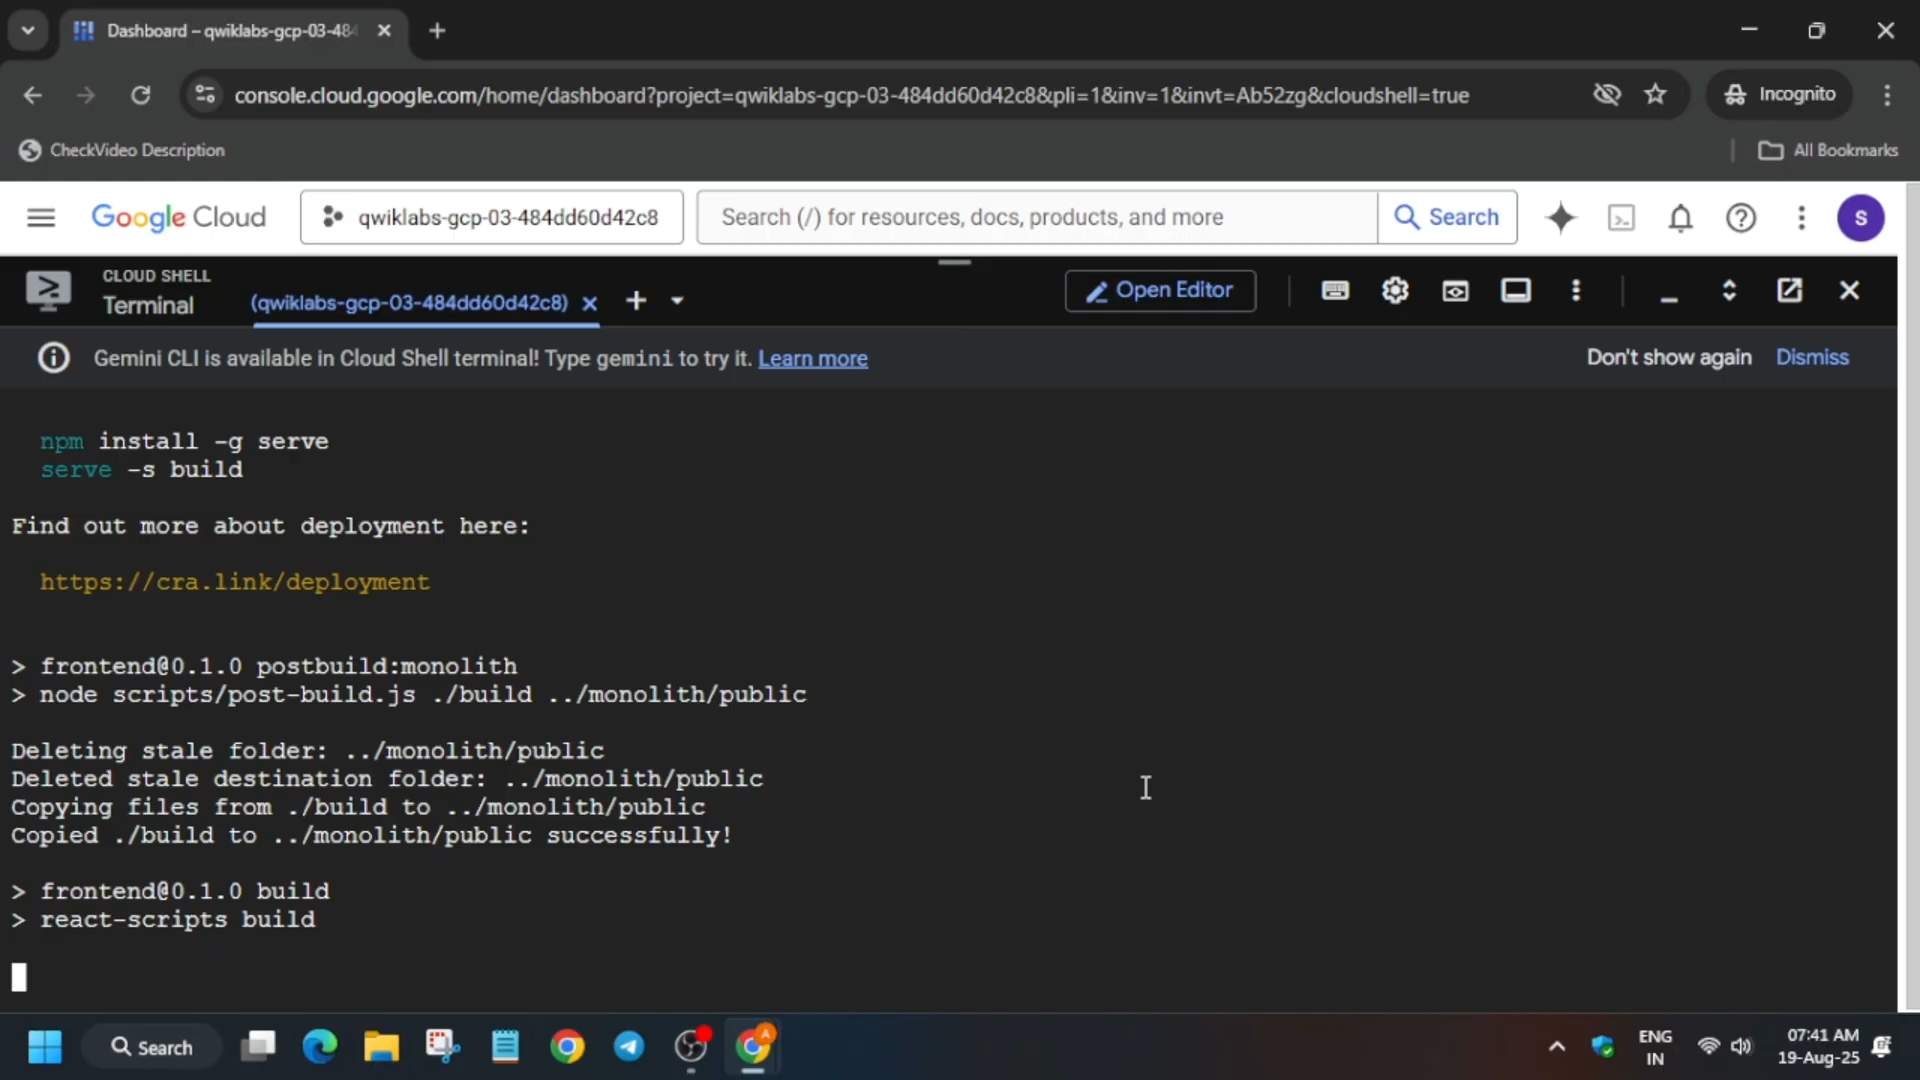 Dashboard – qwiklabs-gcp-03-484
console.cloud.google.com/home/dashboard?project=qwiklabs-gcp-03-484dd60d42c8&pli=1&inv=1&invt=Ab52zg&cloudshell=true
Incognito
CheckVideo Description
All Bookmarks
Google Cloud
qwiklabs-gcp-03-484dd60d42c8
Search (/) for resources, docs, products, and more
Search
S
CLOUD SHELL
Terminal
(qwiklabs-gcp-03-484dd60d42c8)
Open Editor
Gemini CLI is available in Cloud Shell terminal! Type gemini to try it. Learn more
Don't show again
Dismiss
npm install -g serve
serve -s build
Find out more about deployment here:
https://cra.link/deployment
> frontend@0.1.0 postbuild:monolith
> node scripts/post-build.js ./build ../monolith/public
Deleting stale folder: ../monolith/public
Deleted stale destination folder: ../monolith/public
Copying files from ./build to ../monolith/public
Copied ./build to ../monolith/public successfully!
> frontend@0.1.0 build
> react-scripts build
Search
ENG
IN
07:41 AM
19-Aug-25